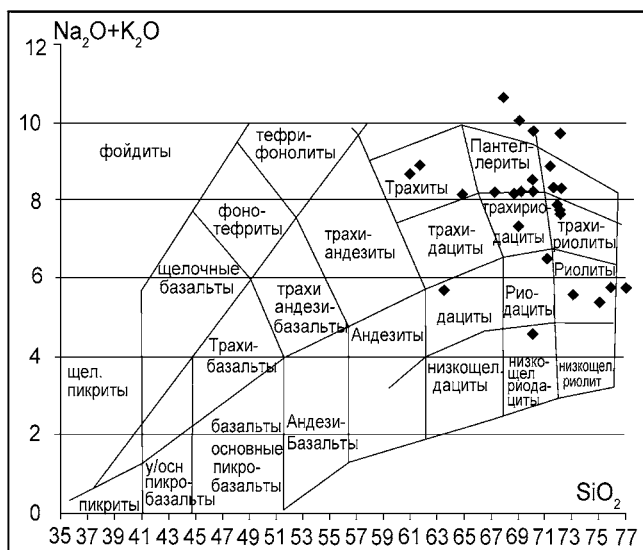 Na2O+K2O
12
10
8
6
4
2
0
фойдиты
тефри-
фонолиты
Пантел-
лериты
Трахиты
фоно-
тефриты
трахи-
андезиты
трахи-
дациты
трахирио-
дациты
трахи-
риолиты
щелочные
базальты
трахи
андези-
базальты
Риолиты
Рио-
дациты
дациты
Андезиты
Трахи-
базальты
щел.
пикриты
низкощел.
дациты
низко-
щел
риода-
циты
низкощел.
риолит
базальты
основные
пикро-
базальты
Андези-
Базальты
у/осн
пикро-
базальты
пикриты
SiO2
35 37 39 41 43 45 47 49 51 53 55 57 59 61 63 65 67 69 71 73 75 77